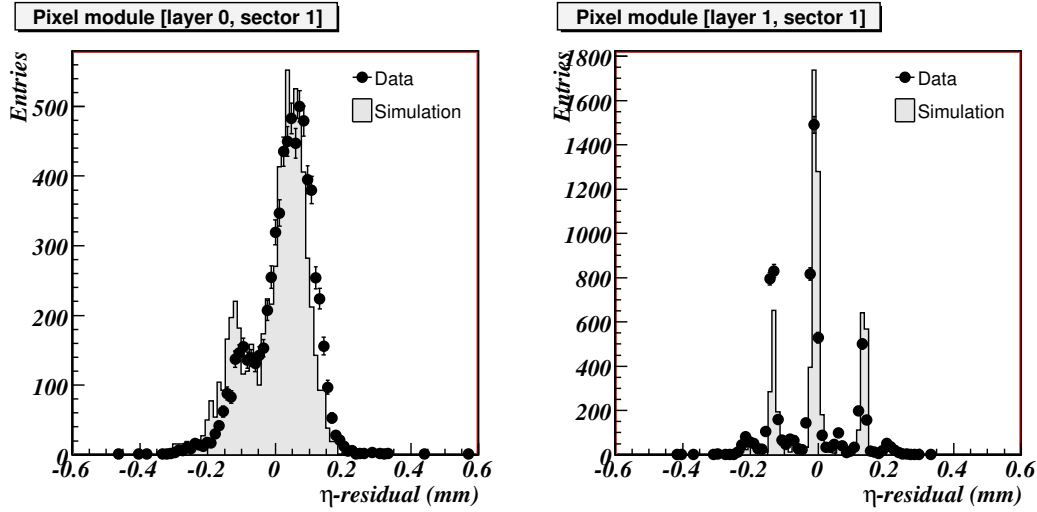 Pixel module [layer 0, sector 1]
Entries
500
400
300
200
100
0
-0.6 -0.4 -0.2 0 0.2 0.4 0.6
η-residual (mm)
Data
Simulation
Pixel module [layer 1, sector 1]
Entries
1800
1600
1400
1200
1000
800
600
400
200
0
-0.6 -0.4 -0.2 0 0.2 0.4 0.6
η-residual (mm)
Data
Simulation